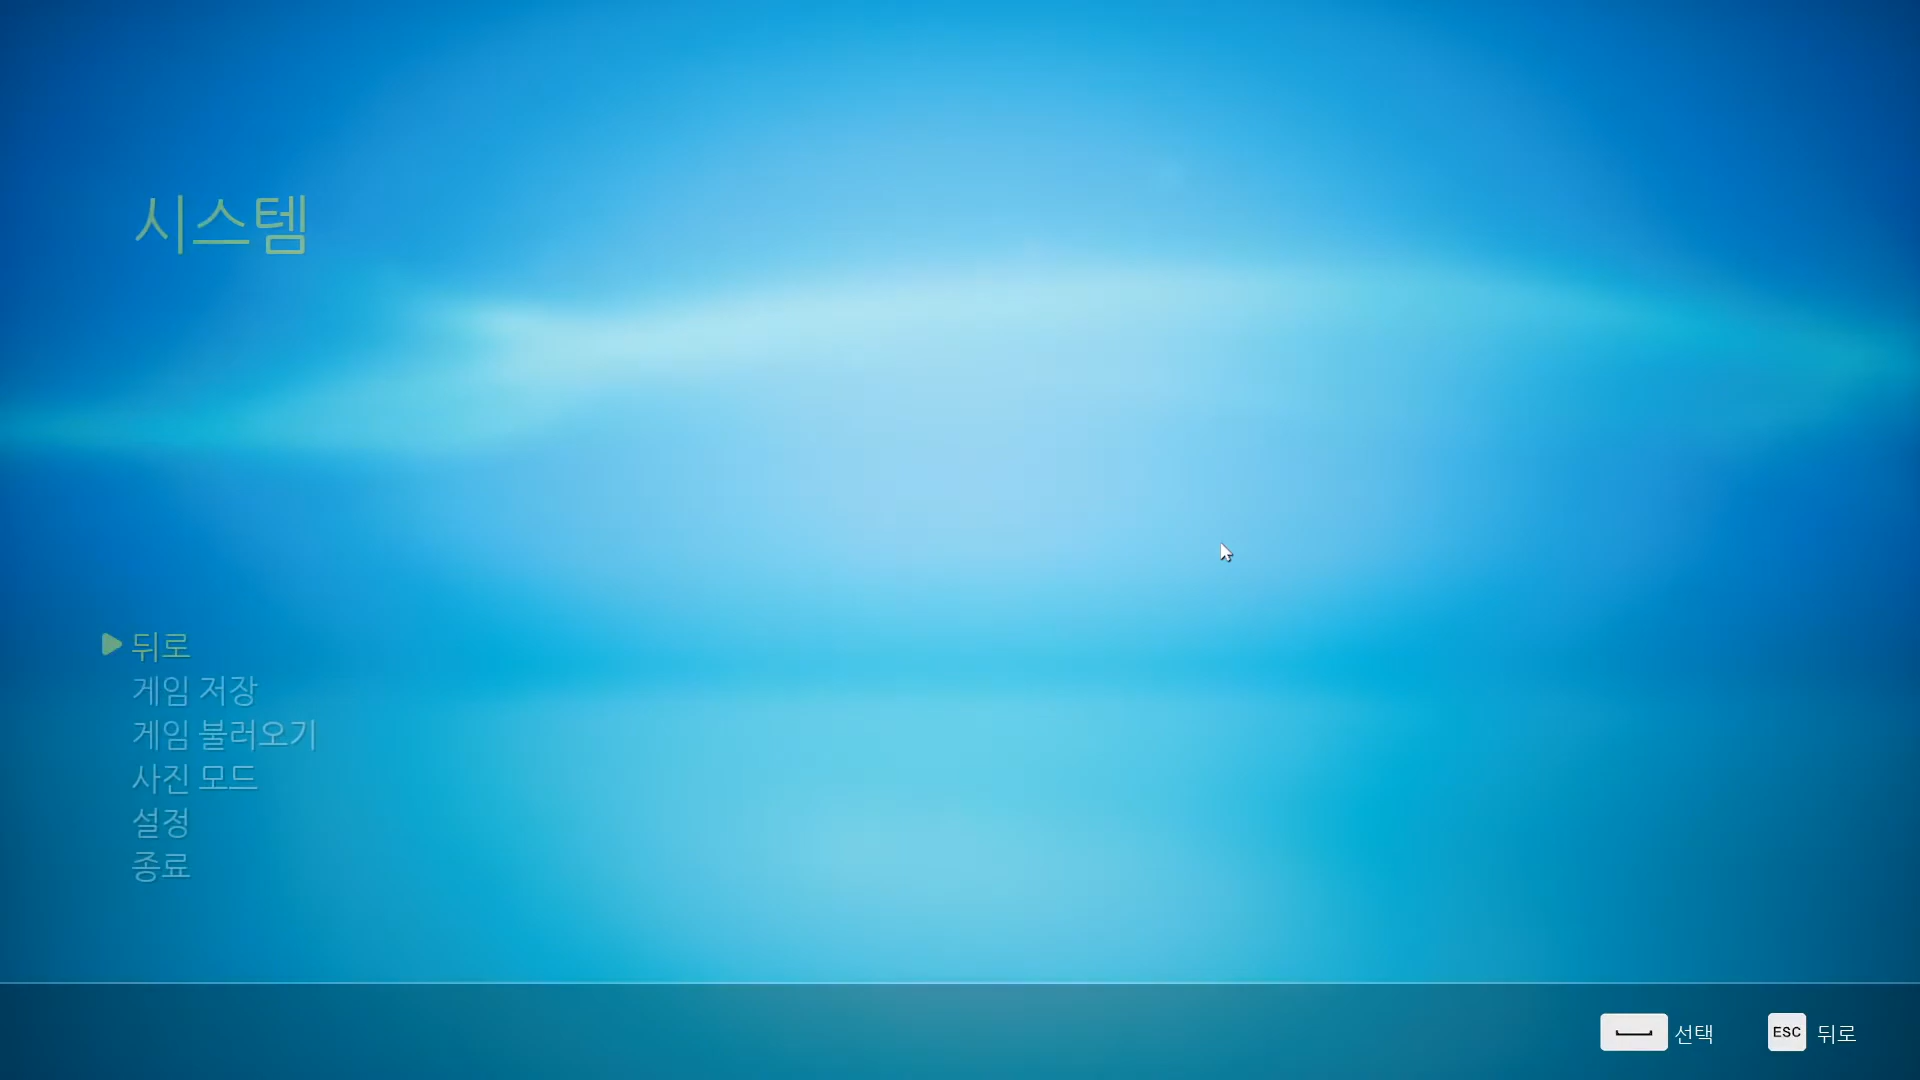 시스템
뒤로
게임 저장
게임 불러오기
사진 모드
설정
종료
선택
ESC 뒤로